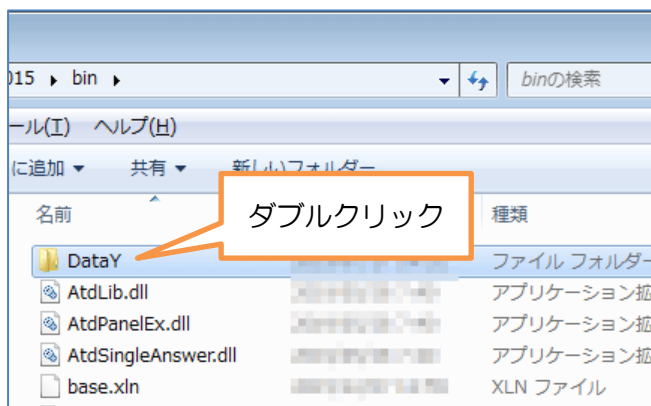 015 ▸ bin ▸
binの検索
ール(T) ヘルプ(H)
に追加 ▼ 共有 ▼ 新しいフォルダー
名前 種類
ダブルクリック
DataY ファイル フォルダー
AtdLib.dll アプリケーション拡
AtdPanelEx.dll アプリケーション拡
AtdSingleAnswer.dll アプリケーション拡
base.xln XLN ファイル